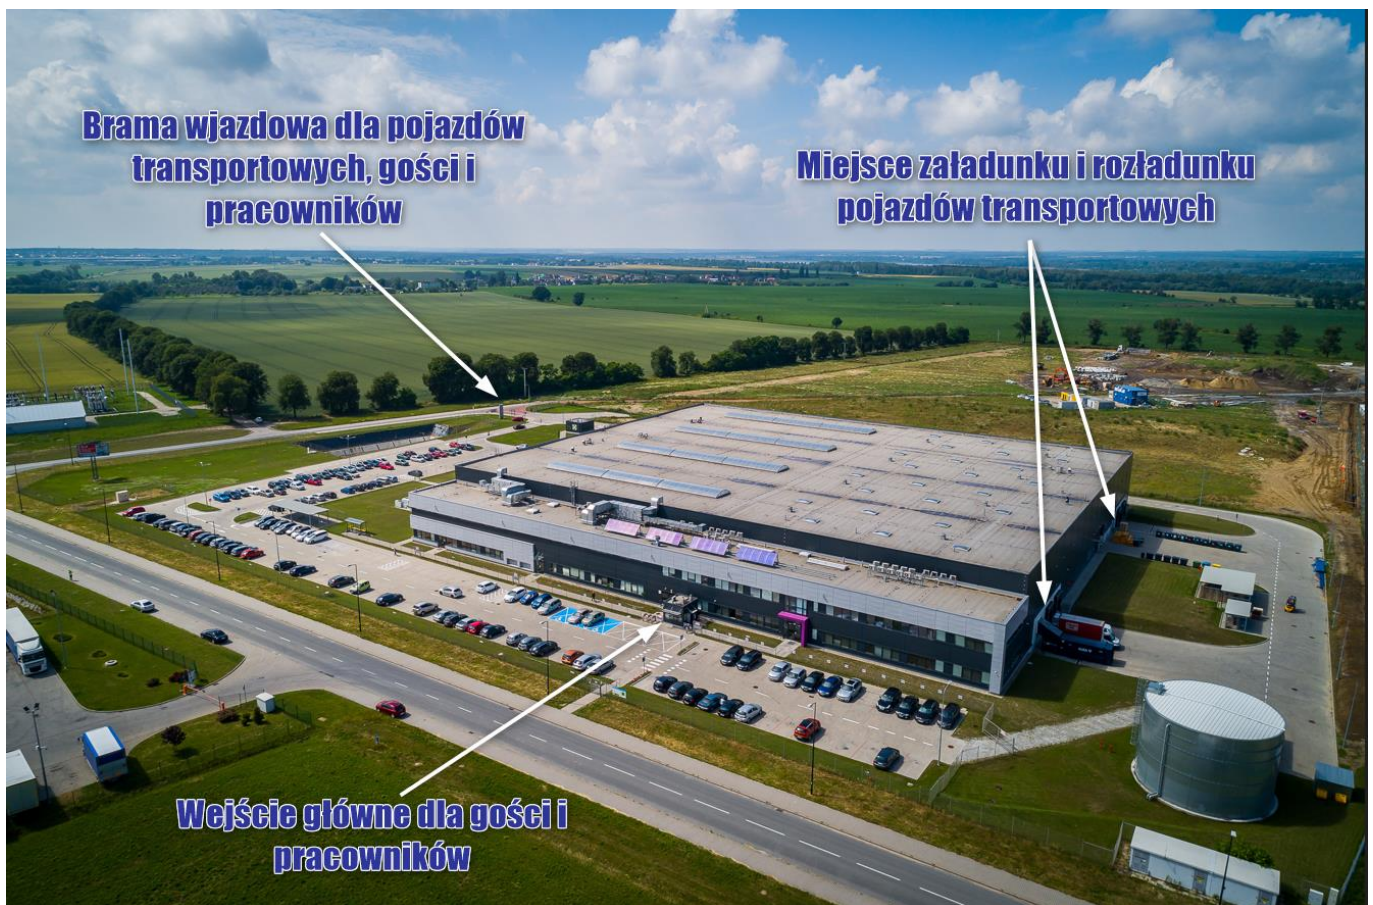 Brama wjazdowa dla pojazdów
transportowych, gości i
pracowników
Miejsce załadunku i rozładunku
pojazdów transportowych
Wejście główne dla gości i
pracowników